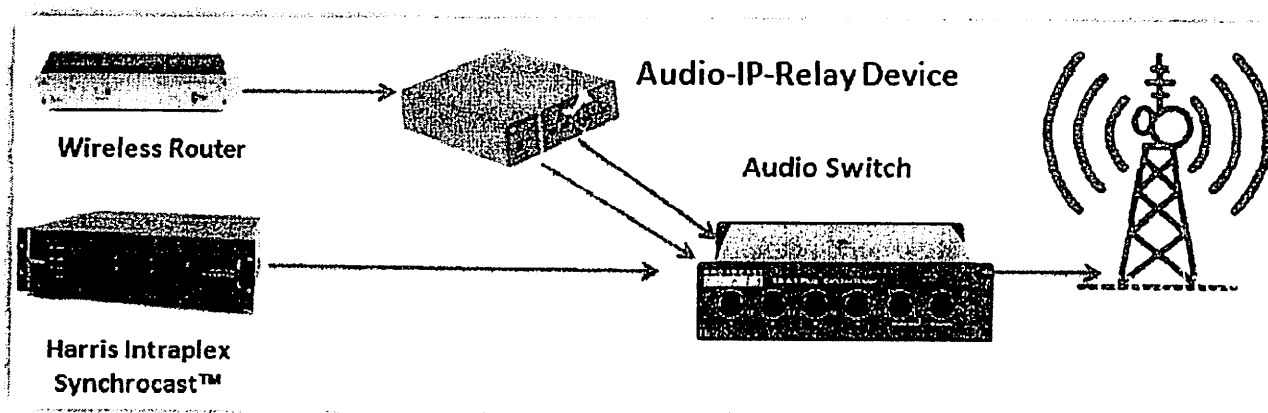 Audio-IP-Relay Device
Wireless Router
Audio Switch
Harris Intraplex
Synchrocast™